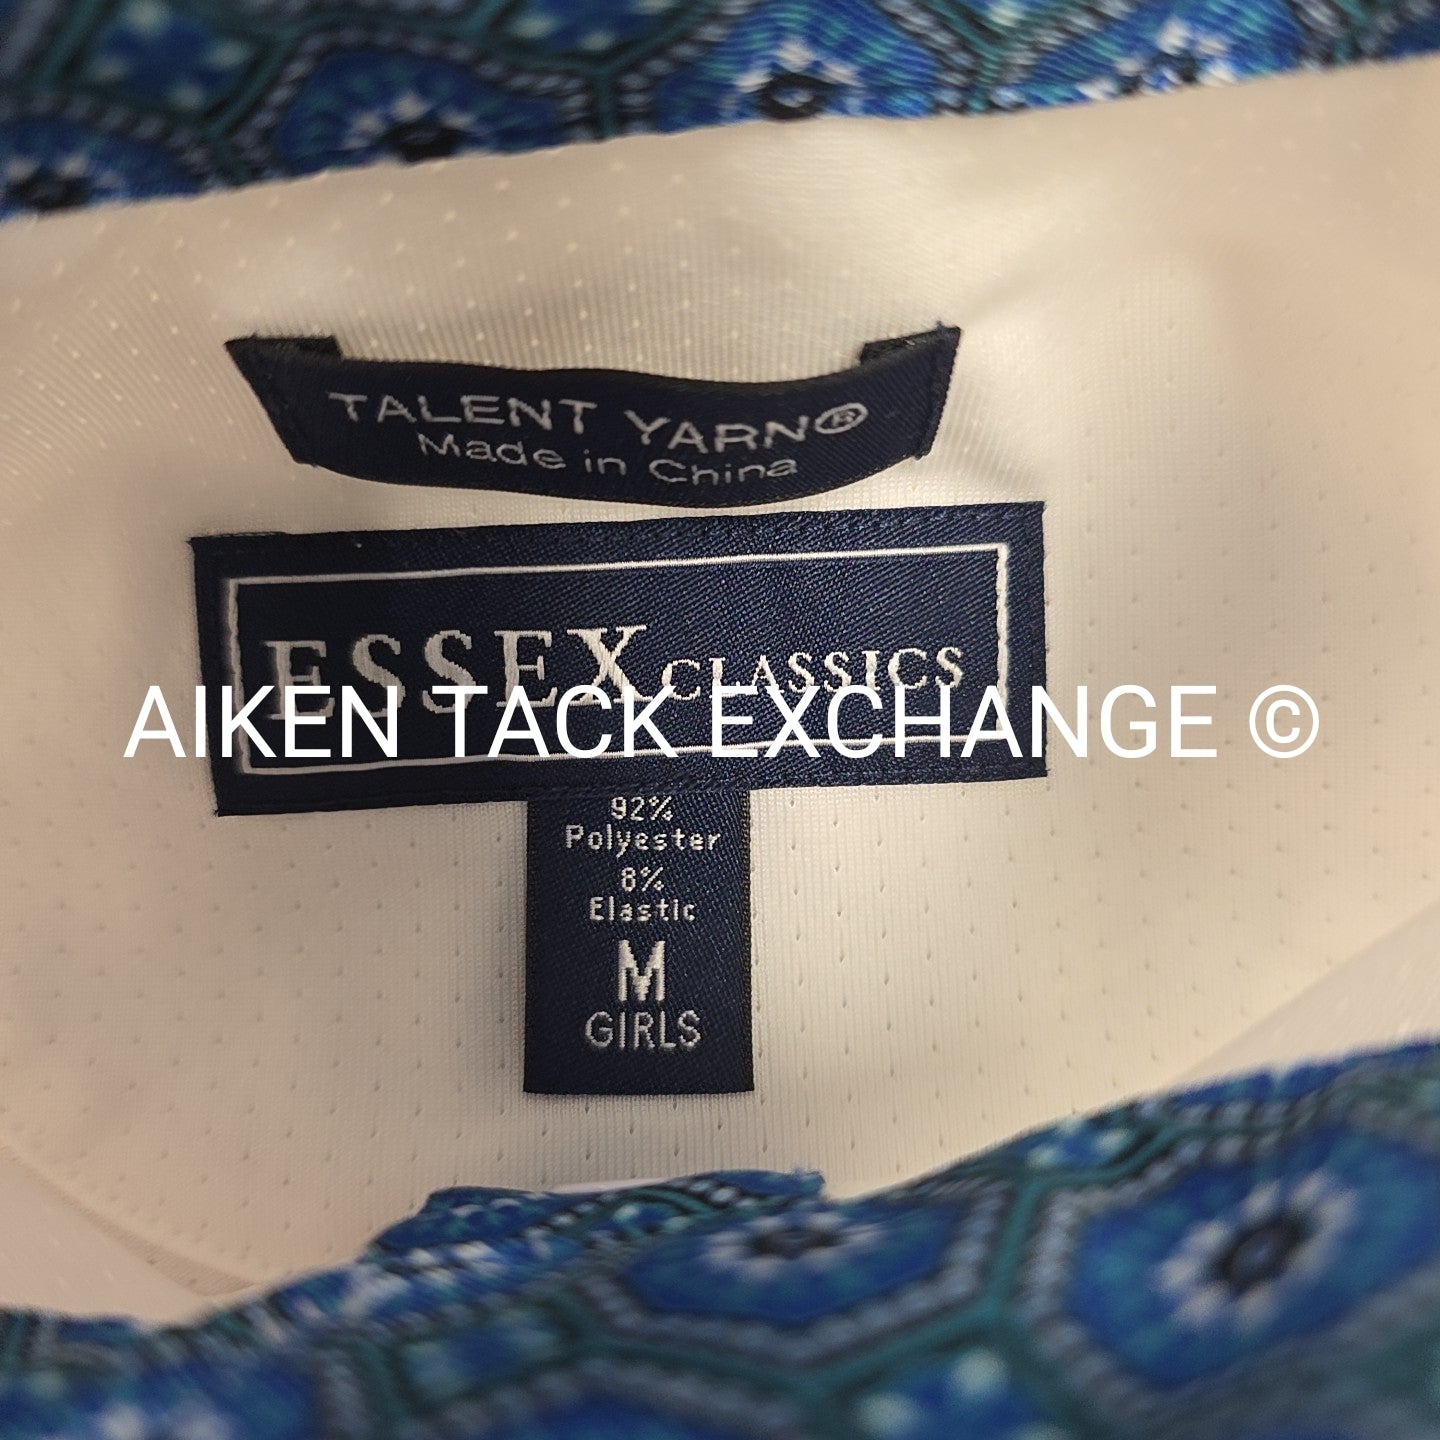 TALENT YARN®
Made in China
ESSEX CLASSICS
AIKEN TACK EXCHANGE ©
92%
Polyester
8%
Elastic
M
GIRLS